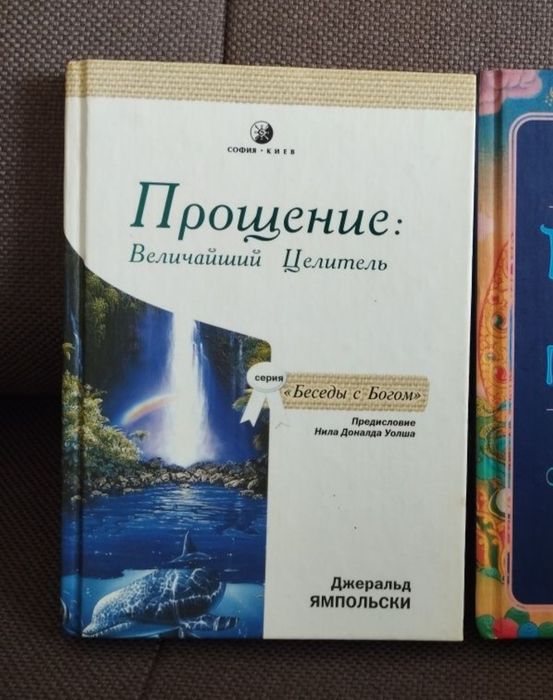 СОФИЯ • КИЕВ
Прощение:
Величайший Целитель
серия
«Беседы с Богом»
Предисловие
Нила Доналда Уолша
Джеральд
ЯМПОЛЬСКИ